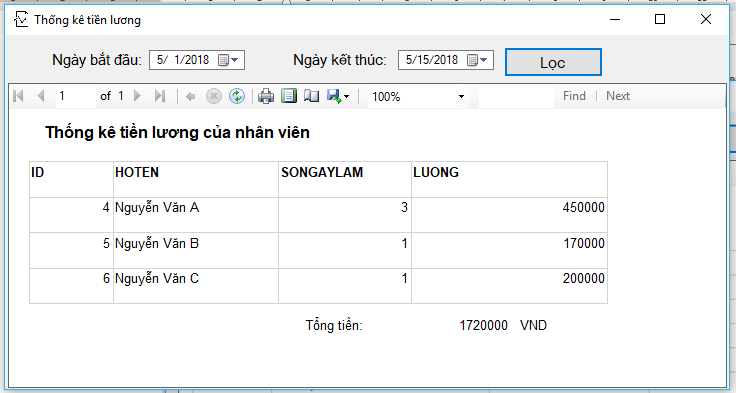 Thống kê tiền lương
Ngày bắt đầu: 5/ 1/2018 Ngày kết thúc: 5/15/2018 Lọc
1 of 1 100% Find | Next
Thống kê tiền lương của nhân viên
ID HOTEN SONGAYLAM LUONG
4 Nguyễn Văn A 3 450000
5 Nguyễn Văn B 1 170000
6 Nguyễn Văn C 1 200000
Tổng tiền: 1720000 VND